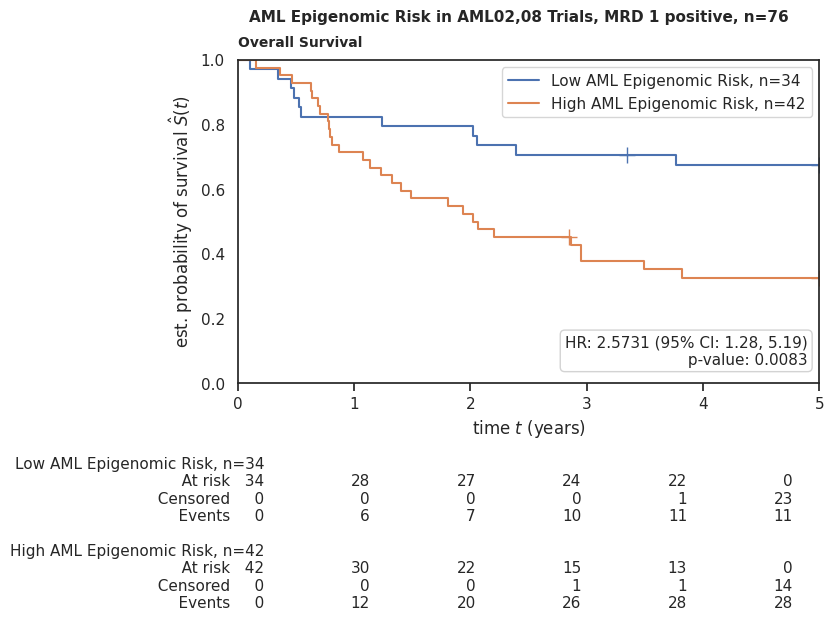 AML Epigenomic Risk in AML02,08 Trials, MRD 1 positive, n=76
Overall Survival
1.0
0.8
0.6
0.4
0.2
0.0
est. probability of survival Ŝ(t)
Low AML Epigenomic Risk, n=34
High AML Epigenomic Risk, n=42
HR: 2.5731 (95% CI: 1.28, 5.19)
p-value: 0.0083
0 1 2 3 4 5
time t (years)
Low AML Epigenomic Risk, n=34
At risk 34 28 27 24 22 0
Censored 0 0 0 0 1 23
Events 0 6 7 10 11 11
High AML Epigenomic Risk, n=42
At risk 42 30 22 15 13 0
Censored 0 0 0 1 1 14
Events 0 12 20 26 28 28